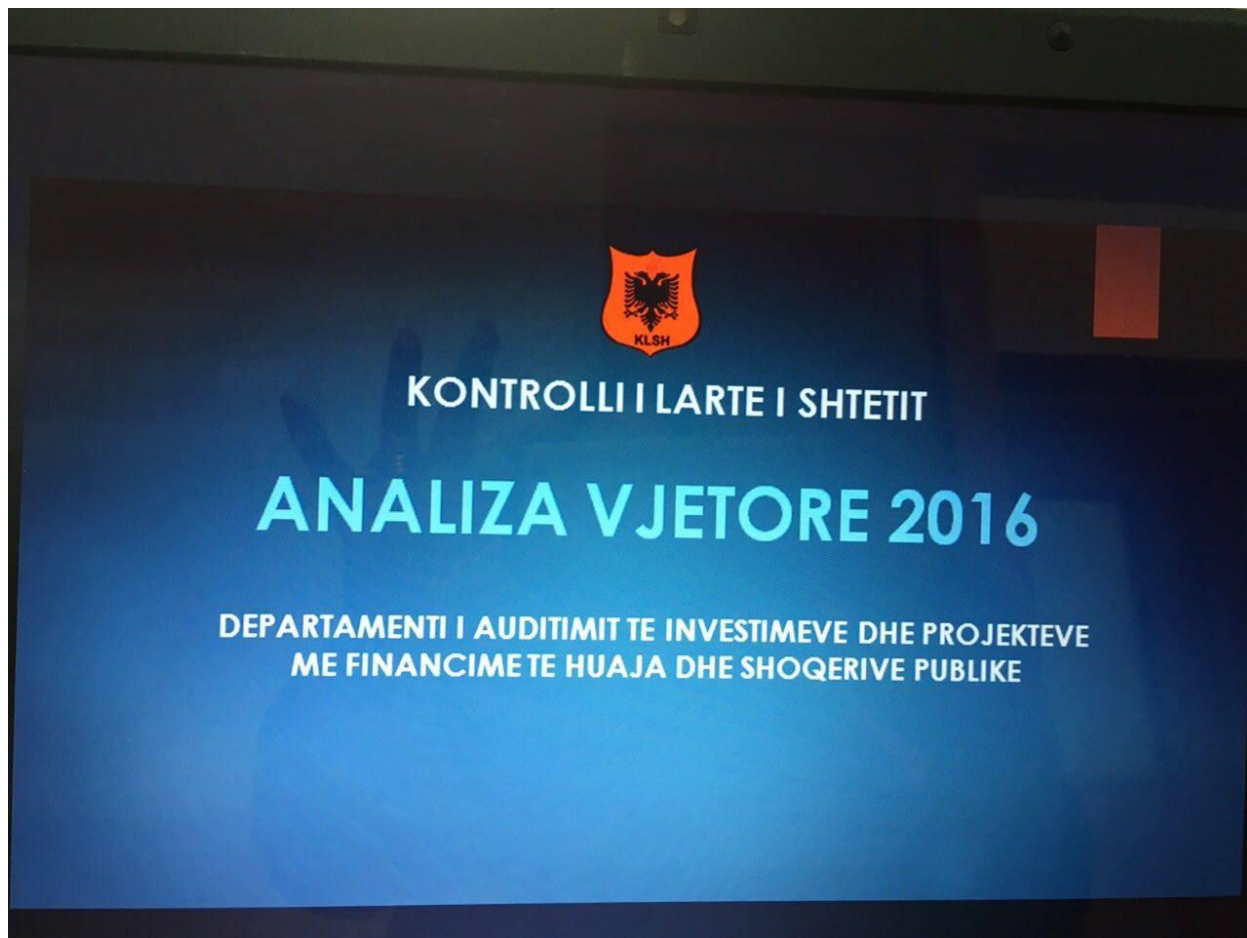 KLSH
KONTROLLI I LARTE I SHTETIT
ANALIZA VJETORE 2016
DEPARTAMENTI I AUDITIMIT TE INVESTIMEVE DHE PROJEKTEVE
ME FINANCIME TE HUAJA DHE SHOQERIVE PUBLIKE